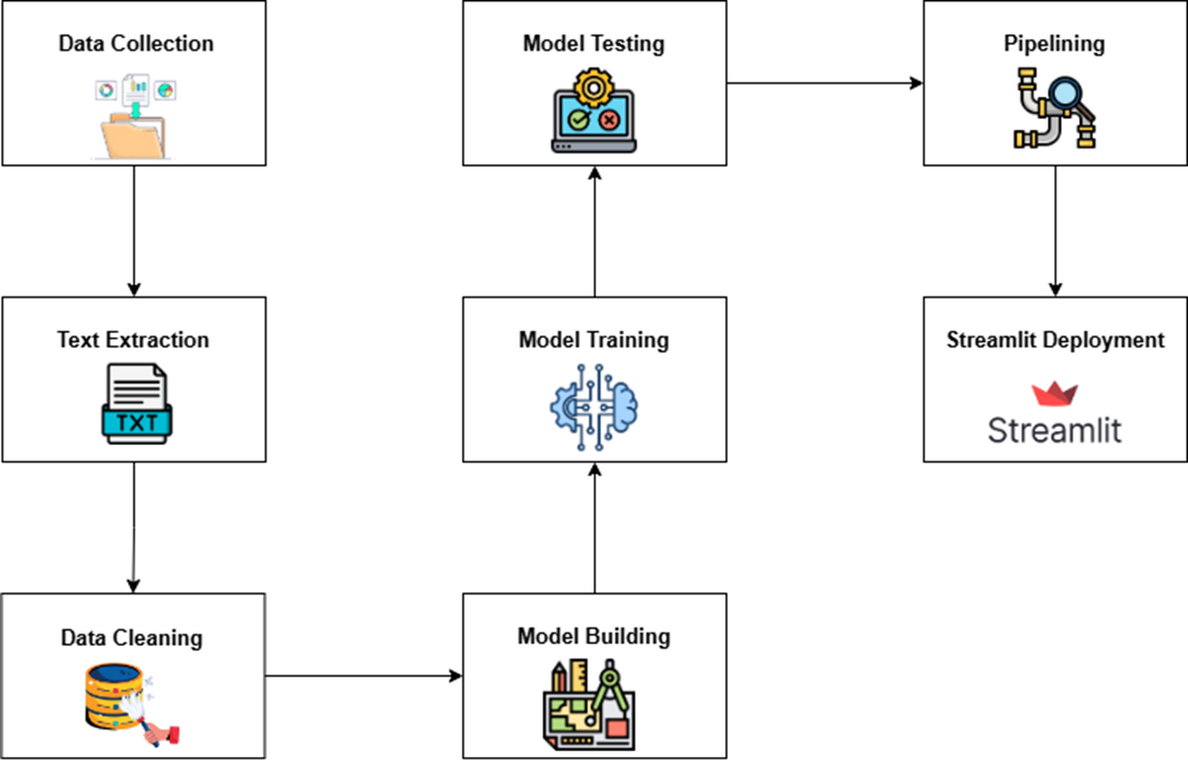 Data Collection
Text Extraction
TXT
Data Cleaning
Model Building
Model Training
Model Testing
Pipelining
Streamlit Deployment
Streamlit